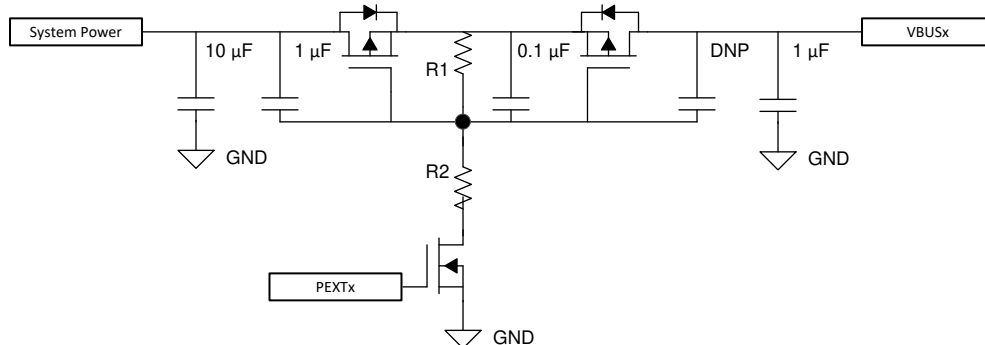 System Power
10 µF
1 µF
R1
0.1 µF
DNP
1 µF
VBUSx
GND
GND
R2
PEXTx
GND